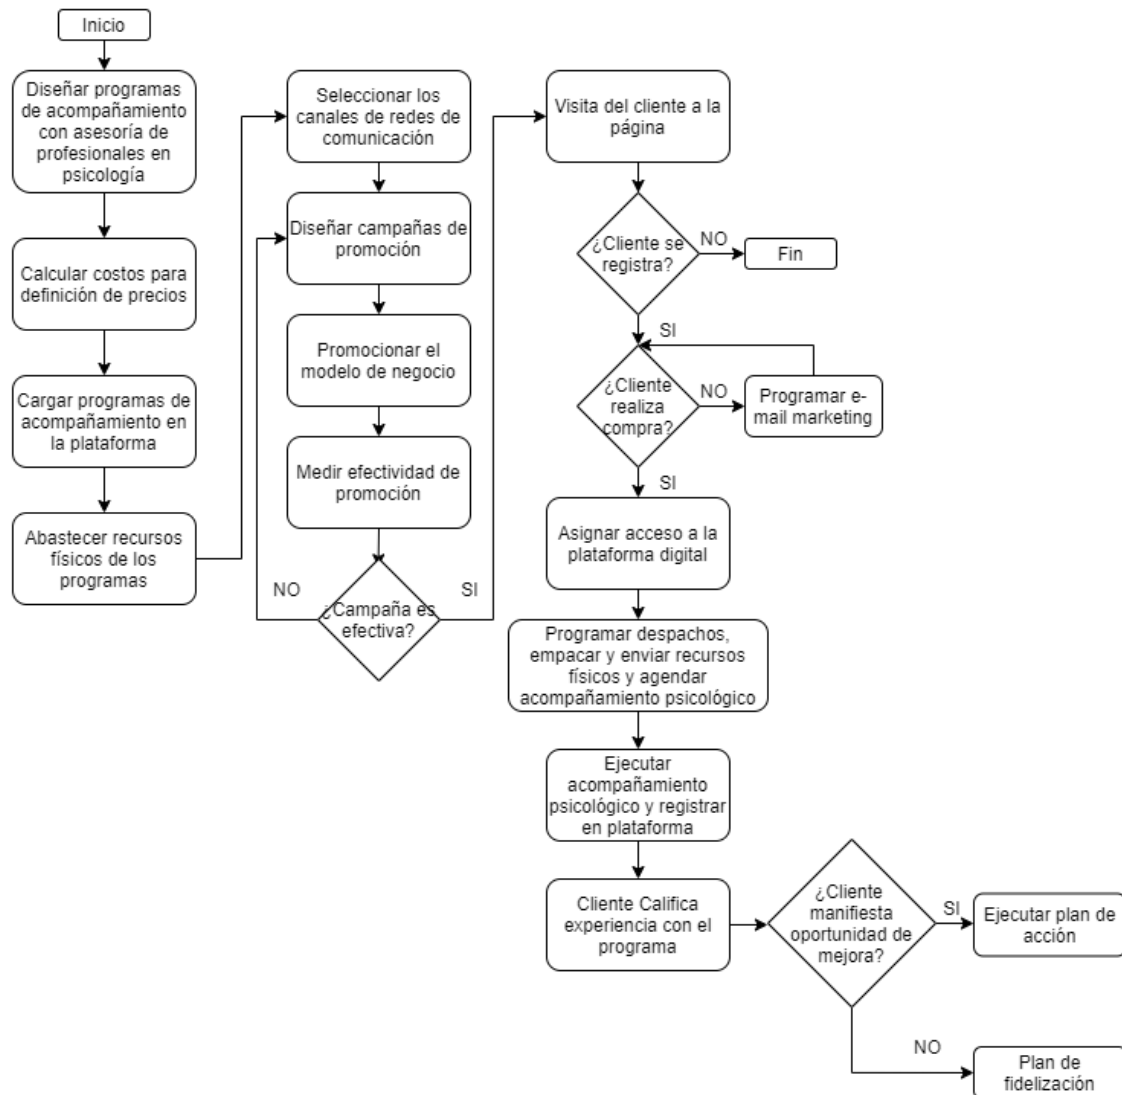 Inicio
Diseñar programas
de acompañamiento
con asesoría de
profesionales en
psicología
Calcular costos para
definición de precios
Cargar programas de
acompañamiento en
la plataforma
Abastecer recursos
físicos de los
programas
Seleccionar los
canales de redes de
comunicación
Diseñar campañas de
promoción
Promocionar el
modelo de negocio
Medir efectividad de
promoción
¿Campaña es
efectiva?
NO
SI
Visita del cliente a la
página
¿Cliente se
registra?
NO
Fin
SI
¿Cliente
realiza
compra?
NO
Programar e-
mail marketing
SI
Asignar acceso a la
plataforma digital
Programar despachos,
empacar y enviar recursos
físicos y agendar
acompañamiento psicológico
Ejecutar
acompañamiento
psicológico y registrar
en plataforma
Cliente Califica
experiencia con el
programa
¿Cliente
manifiesta
oportunidad de
mejora?
SI
Ejecutar plan de
acción
NO
Plan de
fidelización